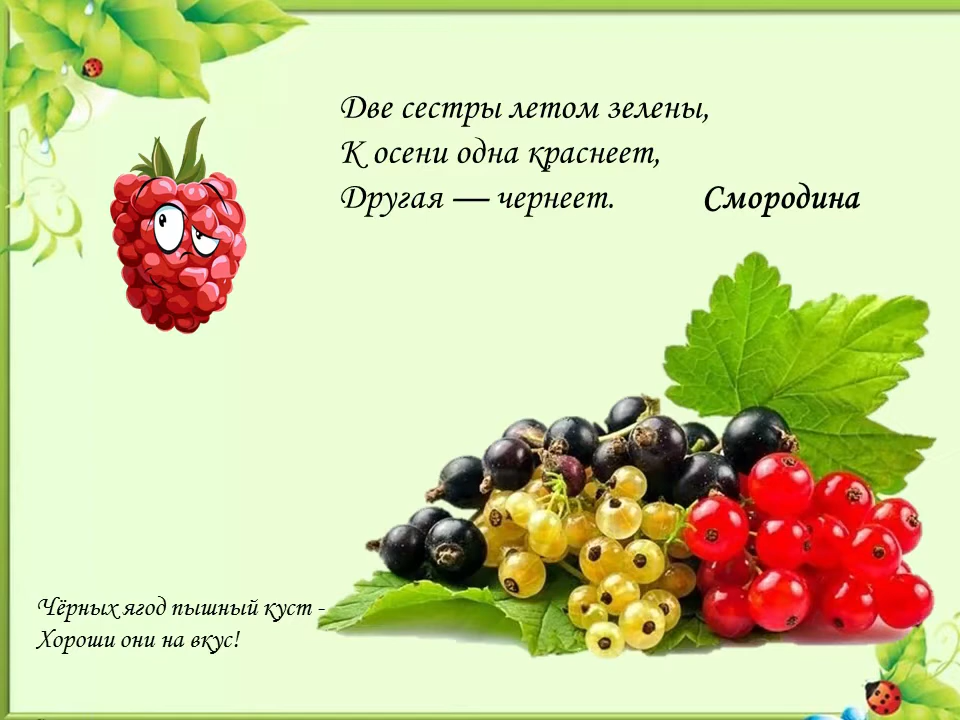 Две сестры летом зелены,
К осени одна краснеет,
Другая — чернеет. Смородина
Чёрных ягод пышный куст -
Хороши они на вкус!